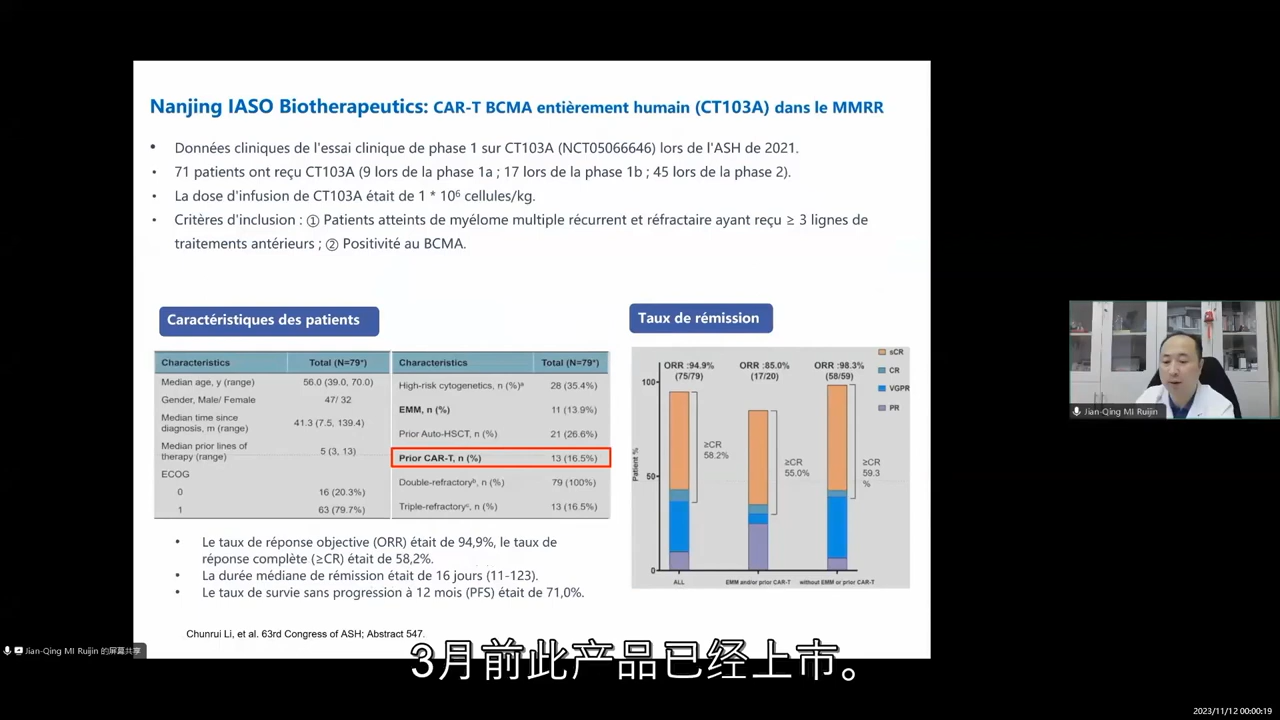 Nanjing IASO Biotherapeutics: CAR-T BCMA entièrement humain (CT103A) dans le MMRR
• Données cliniques de l'essai clinique de phase 1 sur CT103A (NCT05066646) lors de l'ASH de 2021.
• 71 patients ont reçu CT103A (9 lors de la phase 1a ; 17 lors de la phase 1b ; 45 lors de la phase 2).
• La dose d'infusion de CT103A était de 1 * 10⁶ cellules/kg.
• Critères d'inclusion : ① Patients atteints de myélome multiple récurrent et réfractaire ayant reçu ≥ 3 lignes de
traitements antérieurs ; ② Positivité au BCMA.
Caractéristiques des patients
Characteristics Total (N=79*)
Median age, y (range) 56.0 (39.0, 70.0)
Gender, Male/ Female 47/ 32
Median time since
diagnosis, m (range) 41.3 (7.5, 139.4)
Median prior lines of
therapy (range) 5 (3, 13)
ECOG
0 16 (20.3%)
1 63 (79.7%)
Characteristics Total (N=79*)
High-risk cytogenetics, n (%)ᵃ 28 (35.4%)
EMM, n (%) 11 (13.9%)
Prior Auto-HSCT, n (%) 21 (26.6%)
Prior CAR-T, n (%) 13 (16.5%)
Double-refractoryᵇ, n (%) 79 (100%)
Triple-refractoryᶜ, n (%) 13 (16.5%)
Taux de rémission
ORR :94.9%
(75/79)
ORR :85.0%
(17/20)
ORR :98.3%
(58/59)
sCR
CR
VGPR
PR
Patient %
100
50
0
≥CR
58.2%
≥CR
55.0%
≥CR
59.3
%
ALL
EMM and/or prior CAR-T
without EMM or prior CAR-T
• Le taux de réponse objective (ORR) était de 94,9%, le taux de
réponse complète (≥CR) était de 58,2%.
• La durée médiane de rémission était de 16 jours (11-123).
• Le taux de survie sans progression à 12 mois (PFS) était de 71,0%.
Chunrui Li, et al. 63rd Congress of ASH; Abstract 547.
Jian-Qing MI Ruijin
Jian-Qing MI Ruijin 的屏幕共享
3月前此产品已经上市。
2023/11/12 00:00:19